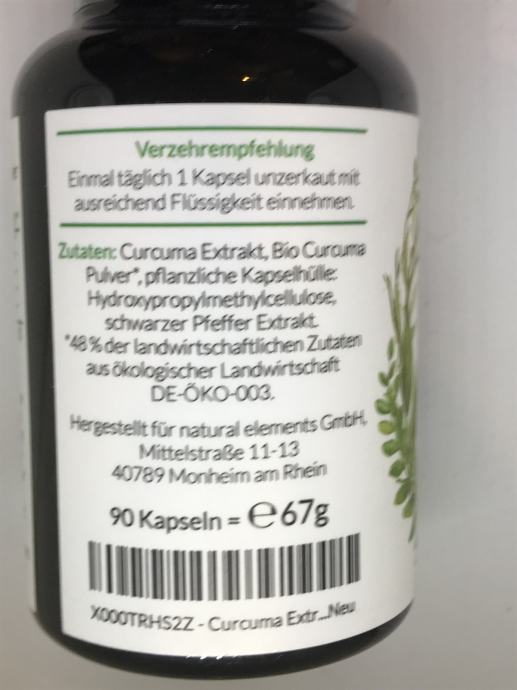 Verzehrempfehlung
Einmal täglich 1 Kapsel unzerkaut mit
ausreichend Flüssigkeit einnehmen.
Zutaten: Curcuma Extrakt, Bio Curcuma
Pulver*, pflanzliche Kapselhülle:
Hydroxypropylmethylcellulose,
schwarzer Pfeffer Extrakt.
*48 % der landwirtschaftlichen Zutaten
aus ökologischer Landwirtschaft
DE-ÖKO-003.
Hergestellt für natural elements GmbH,
Mittelstraße 11-13
40789 Monheim am Rhein
90 Kapseln = ℮ 67g
X000TRHS2Z - Curcuma Extr...Neu